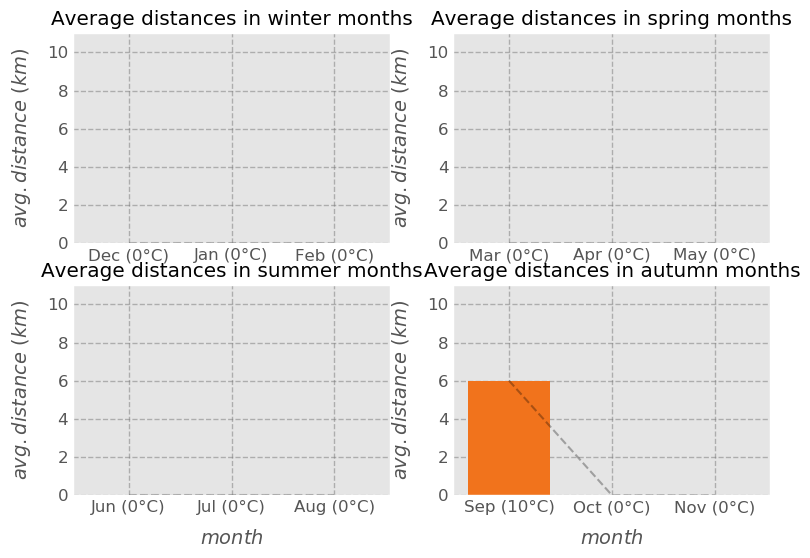 Average distances in winter months
avg. distance (km)
10
8
6
4
2
0
Dec (0°C) Jan (0°C) Feb (0°C)
Average distances in spring months
avg. distance (km)
10
8
6
4
2
0
Mar (0°C) Apr (0°C) May (0°C)
Average distances in summer months
avg. distance (km)
10
8
6
4
2
0
Jun (0°C) Jul (0°C) Aug (0°C)
month
Average distances in autumn months
avg. distance (km)
10
8
6
4
2
0
Sep (10°C) Oct (0°C) Nov (0°C)
month